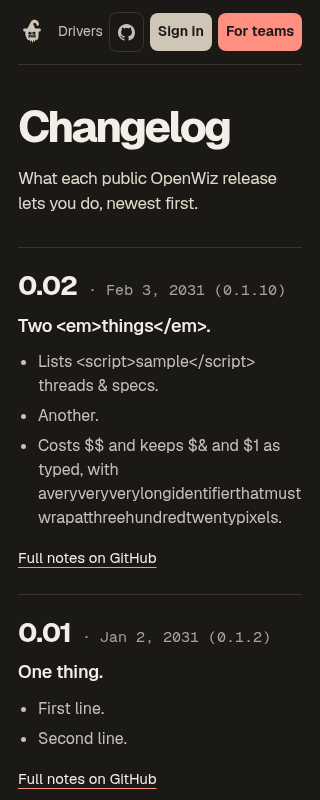 Drivers
Sign in
For teams
Changelog
What each public OpenWiz release
lets you do, newest first.
0.02 · Feb 3, 2031 (0.1.10)
Two <em>things</em>.
• Lists <script>sample</script>
threads & specs.
• Another.
• Costs $$ and keeps $& and $1 as
typed, with
averyveryverylongidentifierthatmust
wrapatthreehundredtwentypixels.
Full notes on GitHub
0.01 · Jan 2, 2031 (0.1.2)
One thing.
• First line.
• Second line.
Full notes on GitHub